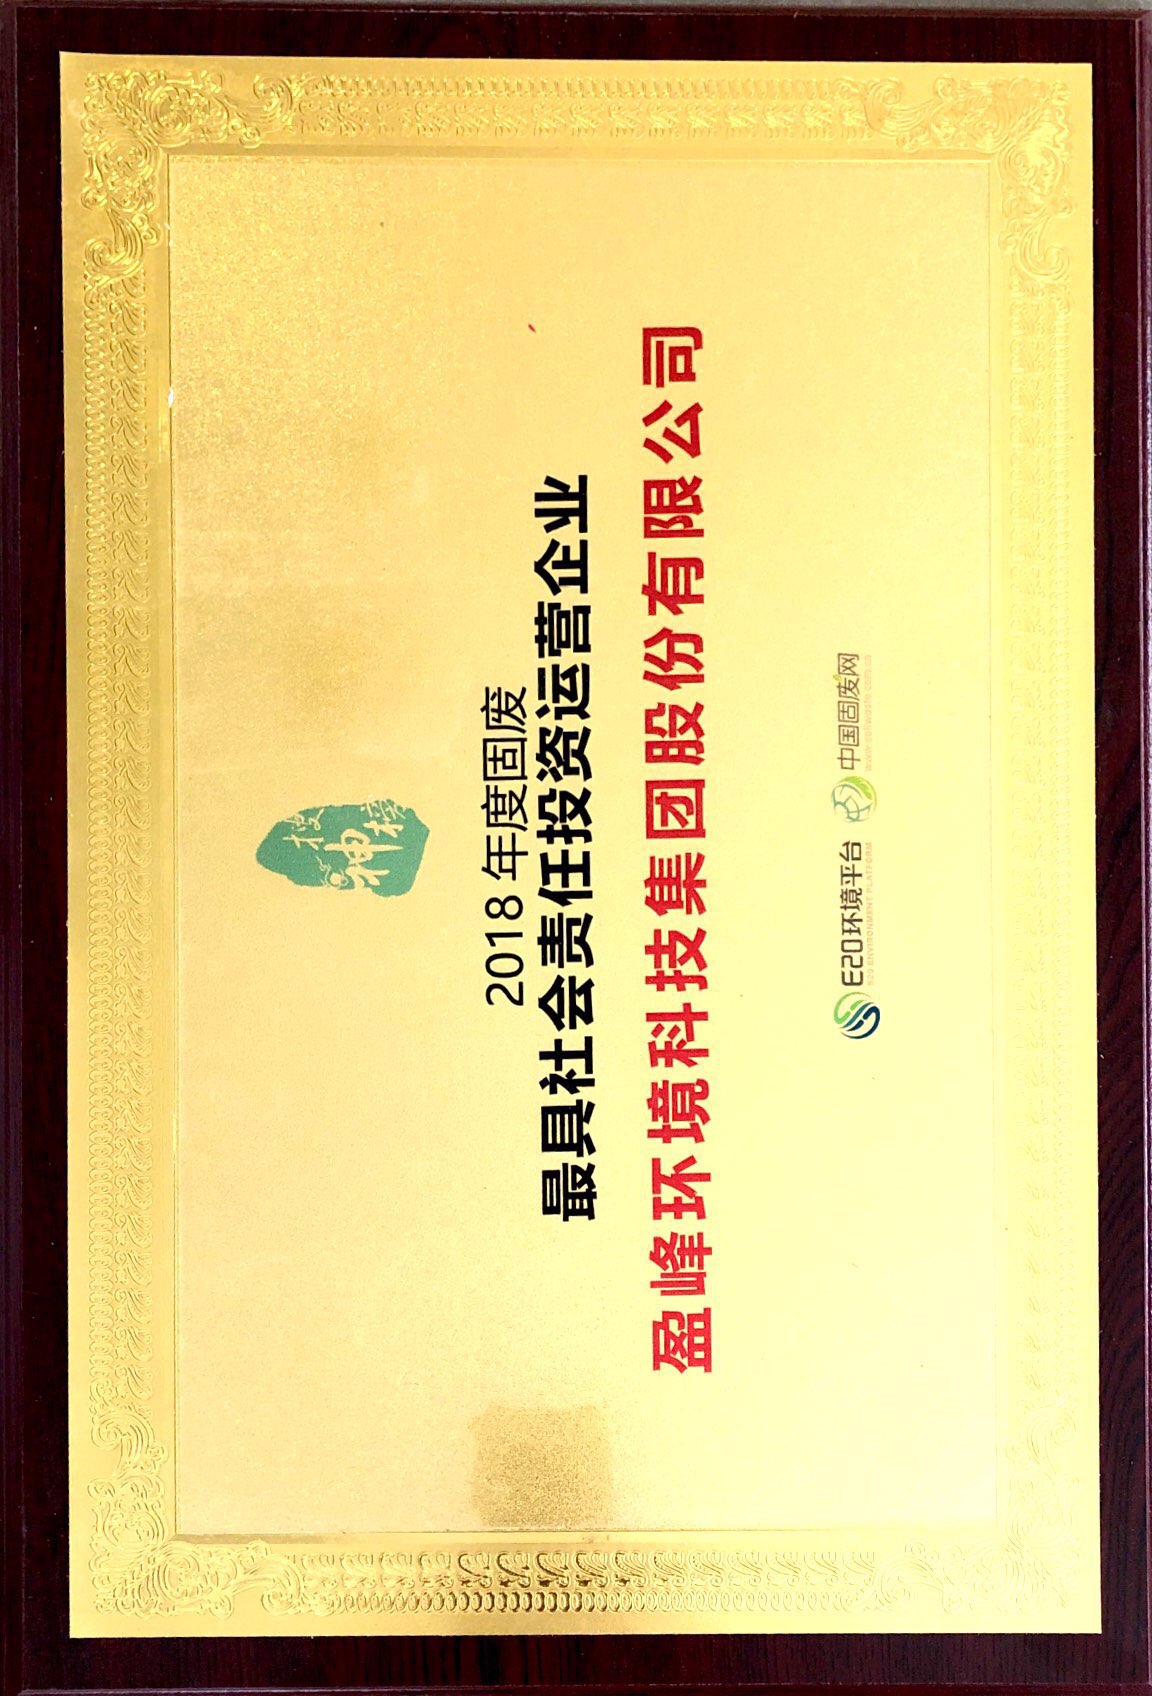 搜
神
榜
2018 年度固废
最具社会责任投资运营企业
盈峰环境科技集团股份有限公司
E20环境平台
E20 ENVIRONMENT PLATFORM
中国固废网
www.solidwaste.com.cn